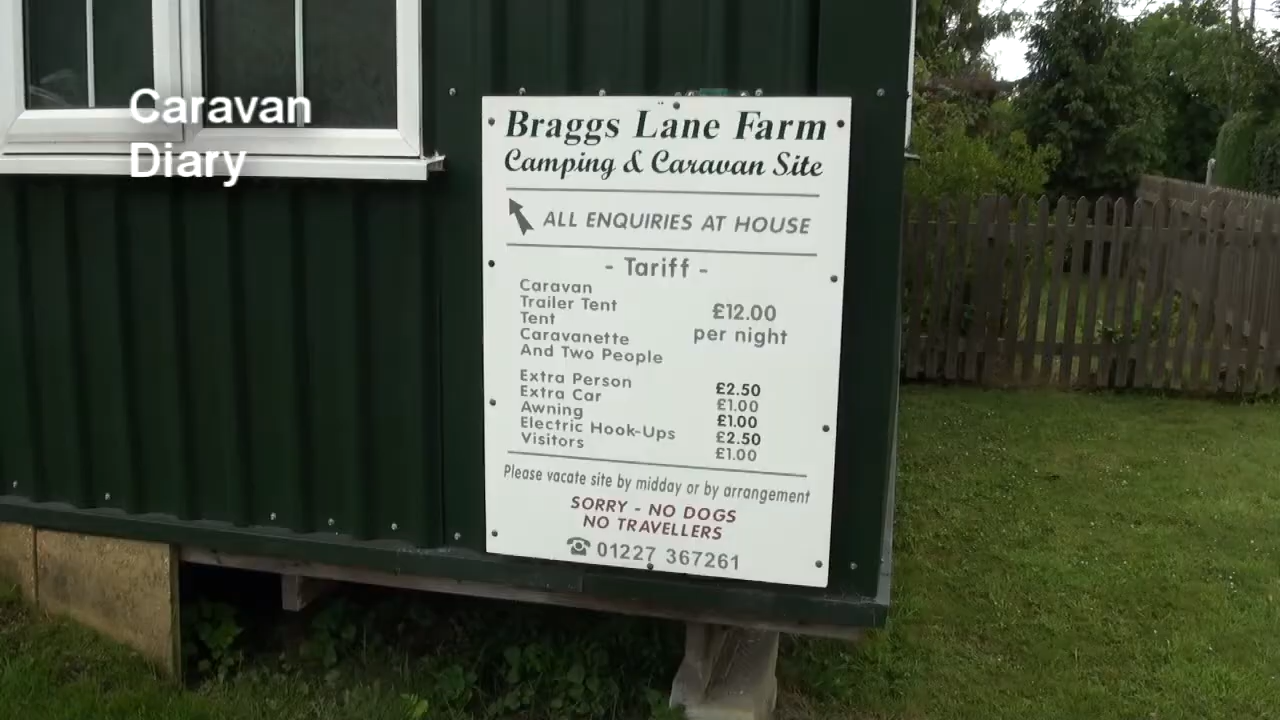 Caravan
Diary
Braggs Lane Farm
Camping & Caravan Site
ALL ENQUIRIES AT HOUSE
- Tariff -
Caravan
Trailer Tent
Tent
Caravanette
And Two People
£12.00
per night
Extra Person £2.50
Extra Car £1.00
Awning £1.00
Electric Hook-Ups £2.50
Visitors £1.00
Please vacate site by midday or by arrangement
SORRY - NO DOGS
NO TRAVELLERS
☎ 01227 367261